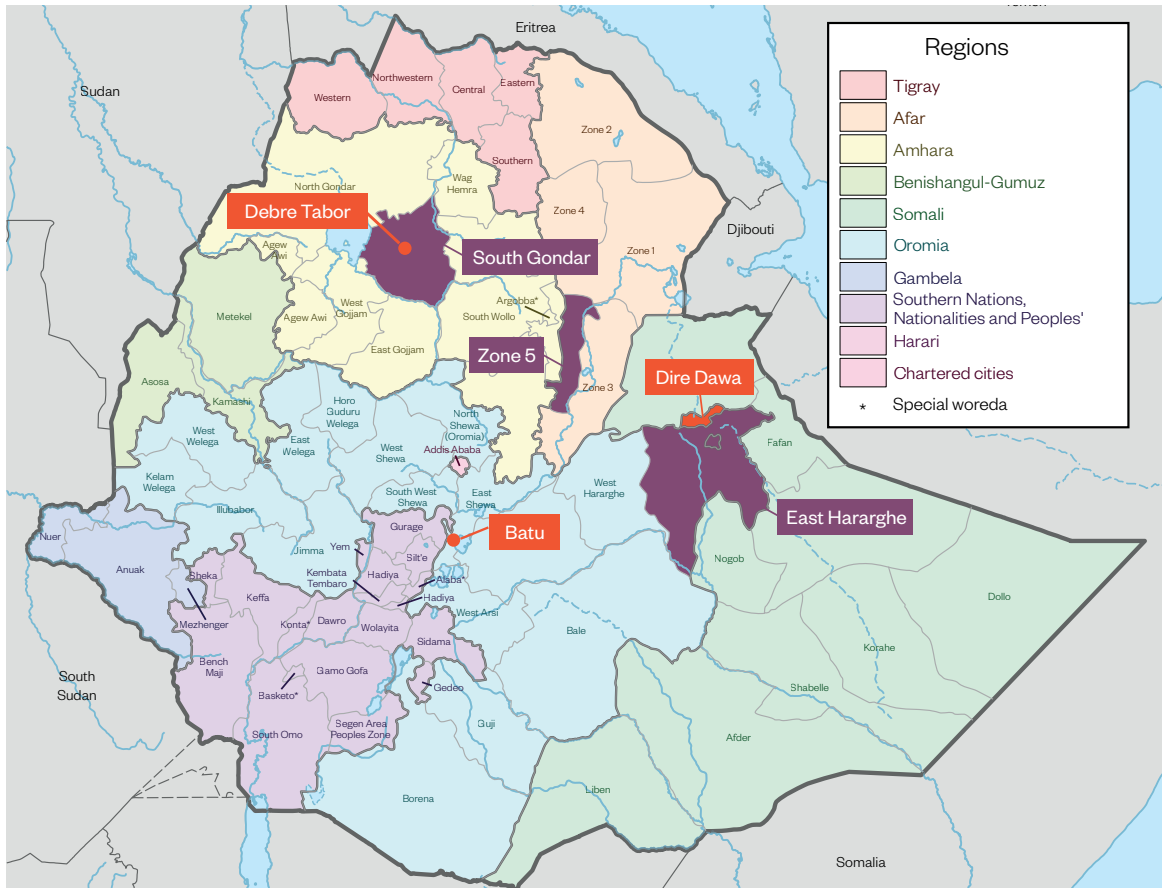 Eritrea
Sudan
Northwestern
Western
Central
Eastern
Southern
Zone 2
North Gondar
Wag
Hemra
Debre Tabor
Zone 4
Zone 1
Djibouti
South Gondar
Agew
Awi
Metekel
Agew Awi
West
Gojjam
East Gojjam
Argobba*
South Wollo
Zone 5
Zone 3
Dire Dawa
Asosa
Kamashi
Horo
Guduru
Welega
North
Shewa
(Oromia)
Addis Ababa
West
Welega
East
Welega
West
Shewa
Fafan
Kelam
Welega
South West
Shewa
East
Shewa
West
Hararghe
Illubabor
East Hararghe
Gurage
Batu
Nuer
Anuak
Jimma
Yem
Silt'e
Nogob
Sheka
Keffa
Kembata
Tembaro
Hadiya
Alaba*
Hadiya
West Arsi
Dollo
Mezhenger
Konta*
Dawro
Wolayita
Sidama
Bale
Korahe
Bench
Maji
Gamo Gofa
Basketo*
Gedeo
Shabelle
South
Sudan
South Omo
Segen Area
Peoples Zone
Guji
Afder
Borena
Liben
Somalia
Regions
Tigray
Afar
Amhara
Benishangul-Gumuz
Somali
Oromia
Gambela
Southern Nations,
Nationalities and Peoples'
Harari
Chartered cities
* Special woreda